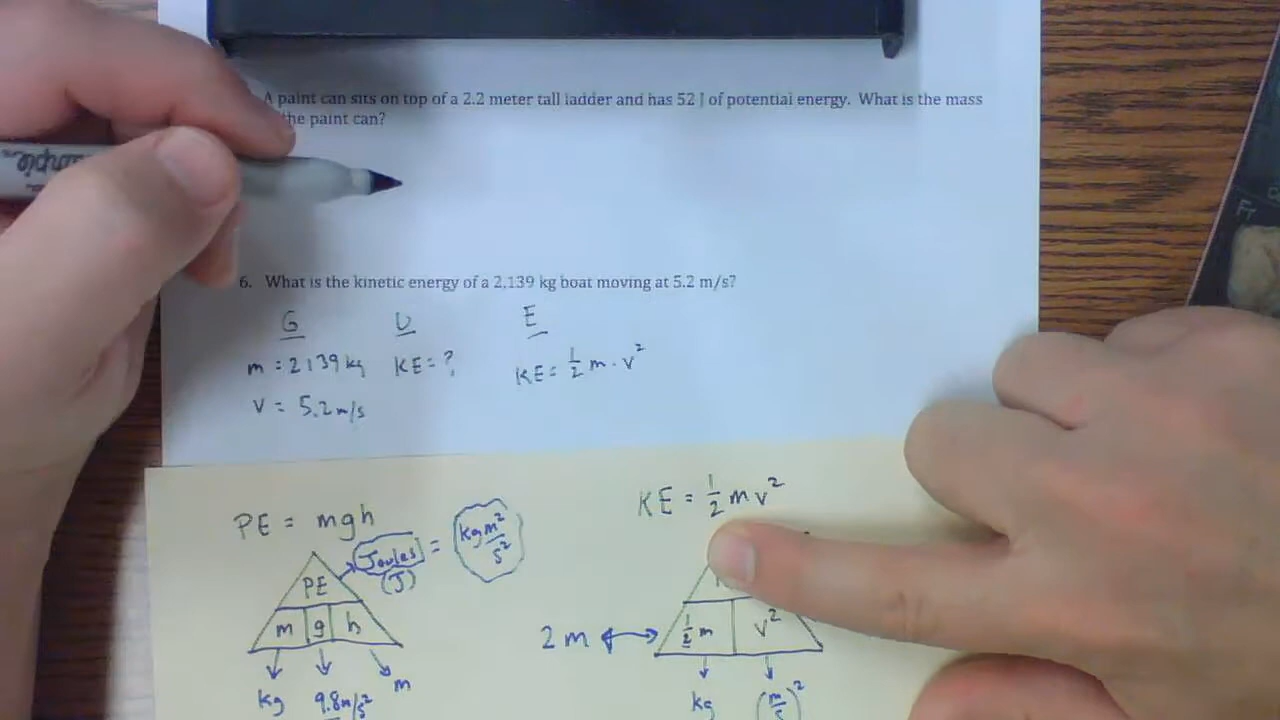 A paint can sits on top of a 2.2 meter tall ladder and has 52 J of potential energy. What is the mass
the paint can?
6. What is the kinetic energy of a 2,139 kg boat moving at 5.2 m/s?
G U E
m = 2139 kg KE = ? KE = 1/2 m · v²
v = 5.2 m/s
PE = mgh
KE = 1/2 m v²
Joules (J) = kg m²/s²
PE
m g h
1/2 m v²
2 m
kg 9.8 m/s² m
kg (m/s)²